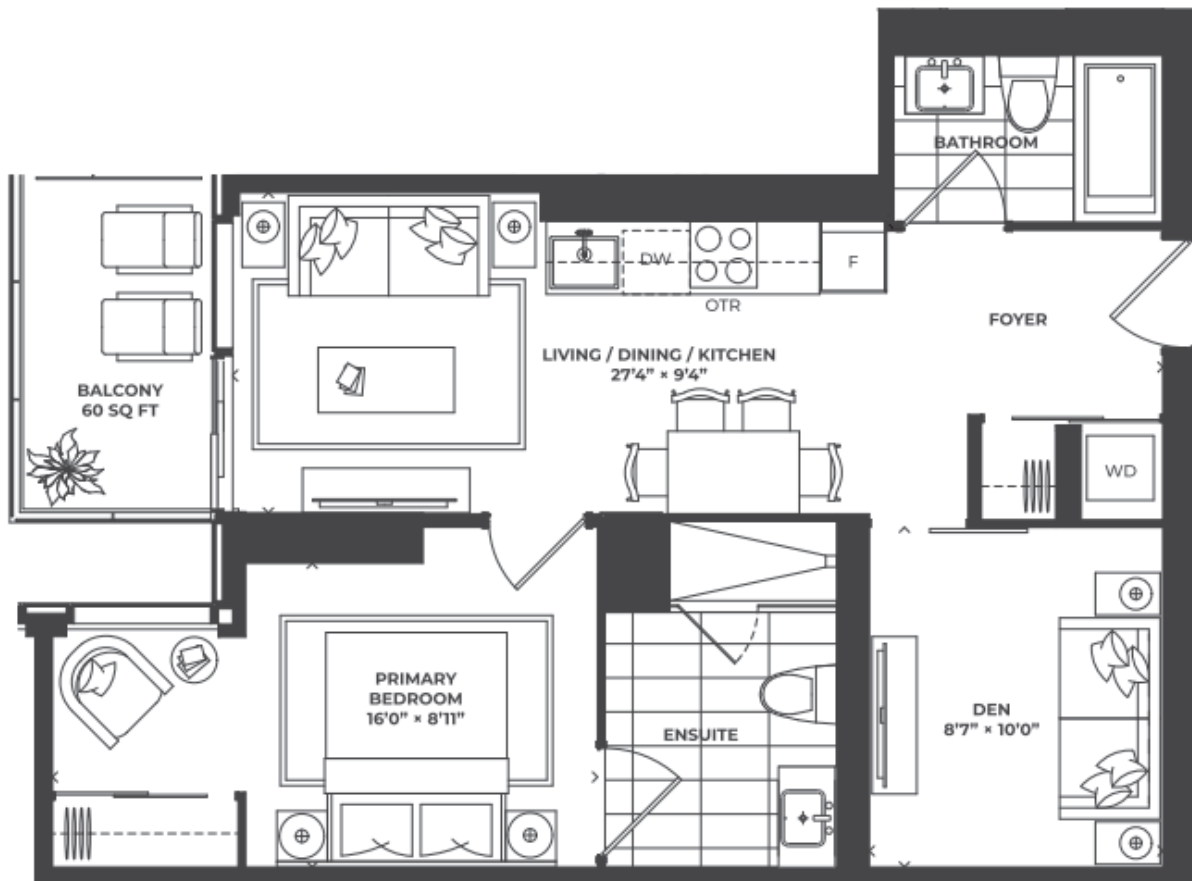 BATHROOM
DW
F
OTR
FOYER
LIVING / DINING / KITCHEN
27'4" × 9'4"
BALCONY
60 SQ FT
WD
PRIMARY
BEDROOM
16'0" × 8'11"
ENSUITE
DEN
8'7" × 10'0"